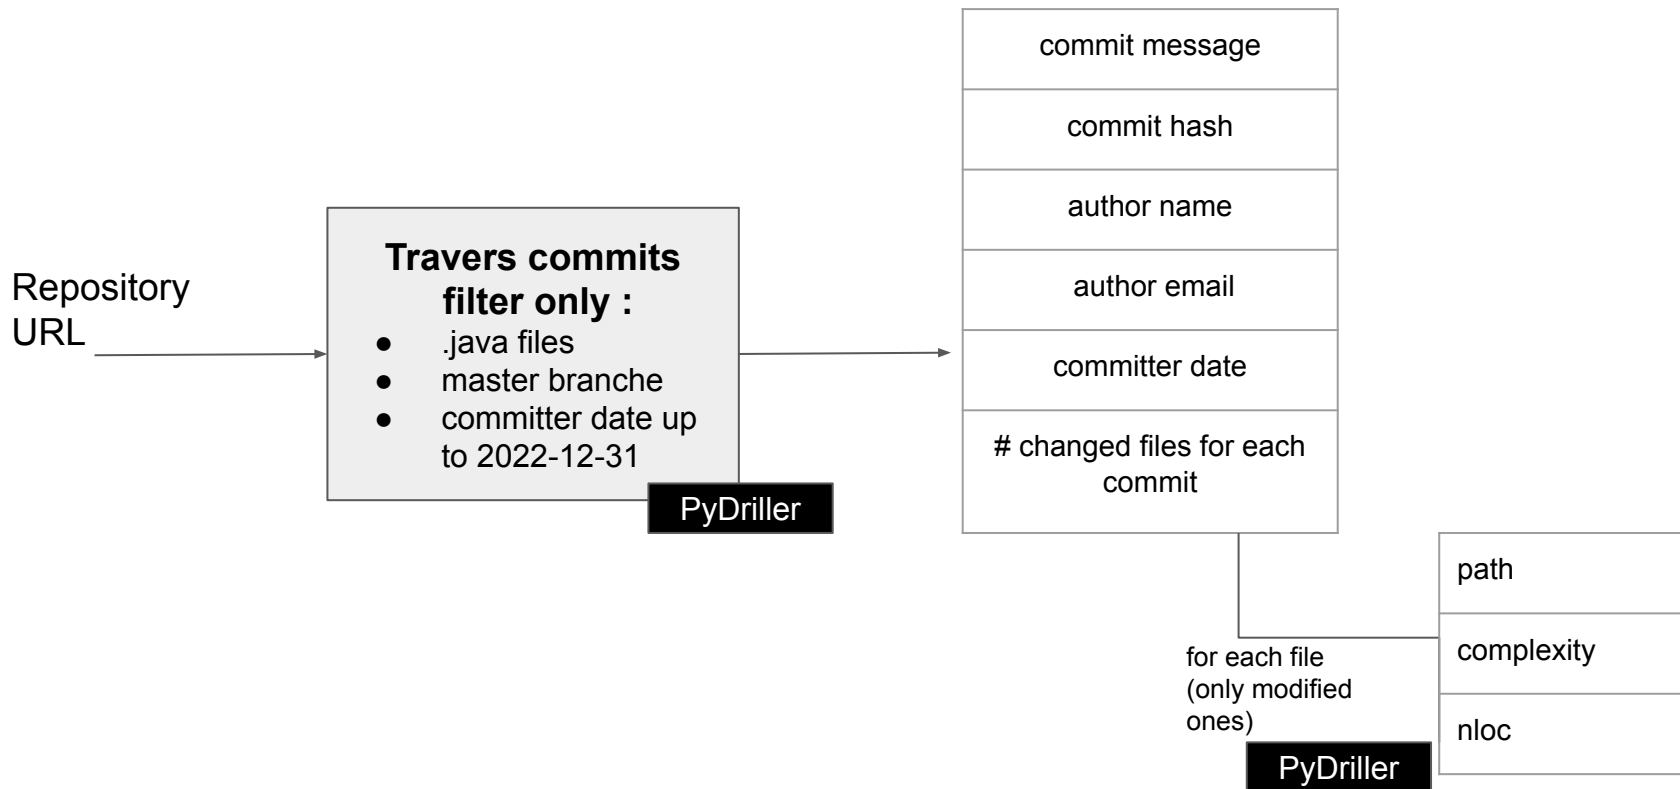 Repository
URL
Travers commits
filter only :
● .java files
● master branche
● committer date up
to 2022-12-31
PyDriller
commit message
commit hash
author name
author email
committer date
# changed files for each
commit
for each file
(only modified
ones)
PyDriller
path
complexity
nloc